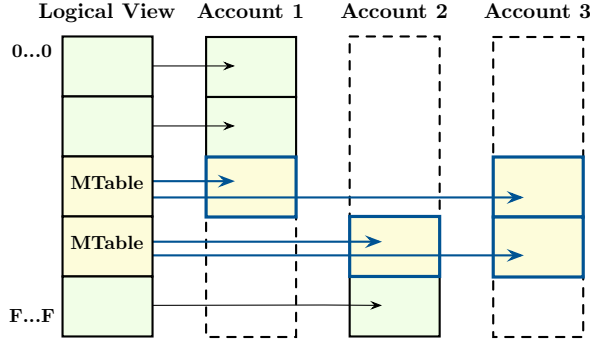 Logical View Account 1 Account 2 Account 3
0...0
MTable
MTable
F...F